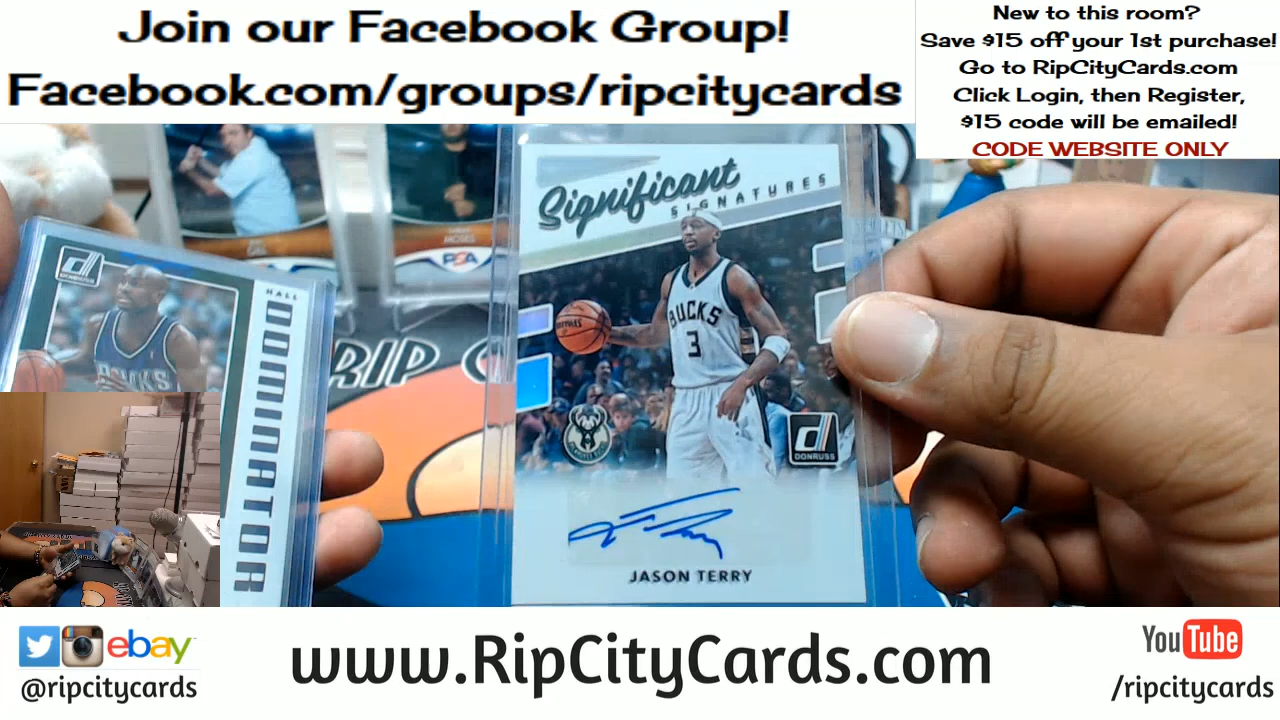 Join our Facebook Group!
Facebook.com/groups/ripcitycards
New to this room?
Save $15 off your 1st purchase!
Go to RipCityCards.com
Click Login, then Register,
$15 code will be emailed!
CODE WEBSITE ONLY
PSA
RIP
DONRUSS
HALL
DOMINATOR
BUCKS
Significant
SIGNATURES
BUCKS
3
DONRUSS
JASON TERRY
ebay
@ripcitycards
www.RipCityCards.com
YouTube
/ripcitycards